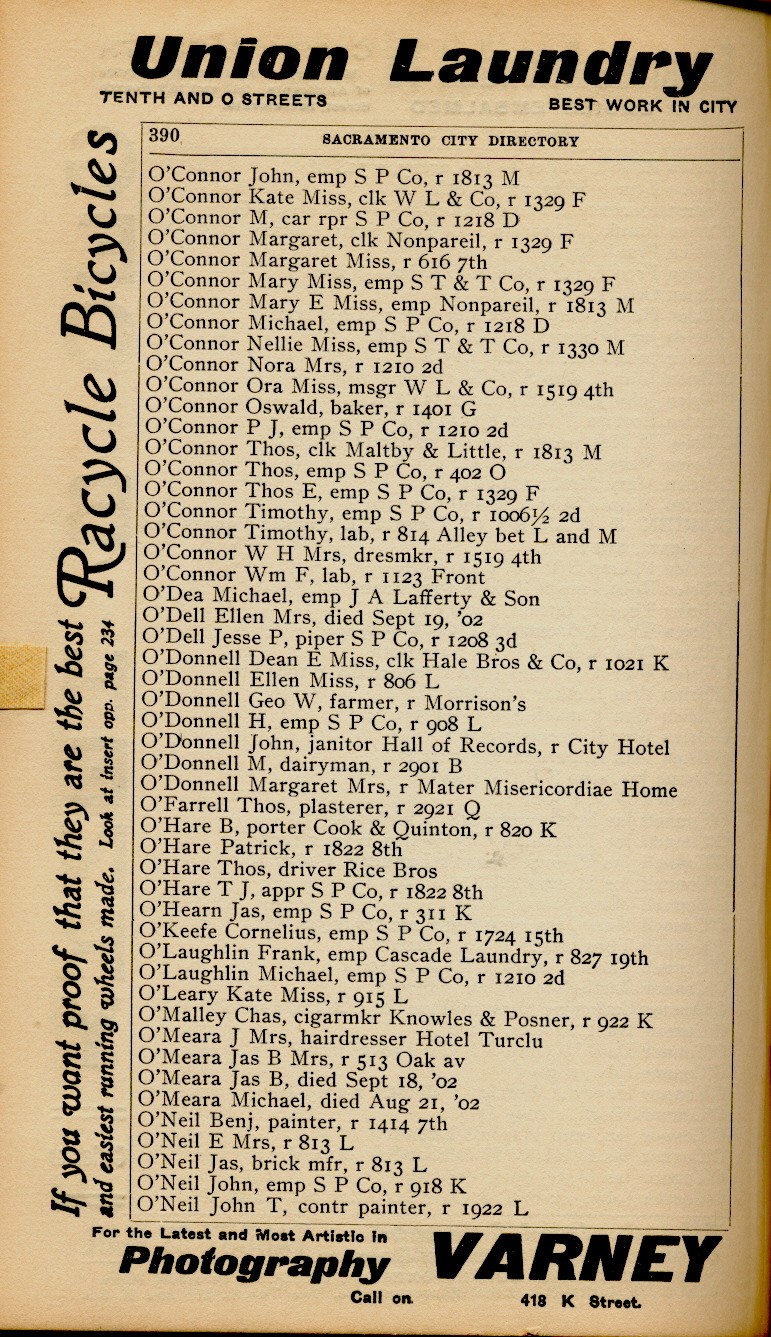 Union Laundry
TENTH AND O STREETS
BEST WORK IN CITY
390
SACRAMENTO CITY DIRECTORY
O'Connor John, emp S P Co, r 1813 M
O'Connor Kate Miss, clk W L & Co, r 1329 F
O'Connor M, car rpr S P Co, r 1218 D
O'Connor Margaret, clk Nonpareil, r 1329 F
O'Connor Margaret Miss, r 616 7th
O'Connor Mary Miss, emp S T & T Co, r 1329 F
O'Connor Mary E Miss, emp Nonpareil, r 1813 M
O'Connor Michael, emp S P Co, r 1218 D
O'Connor Nellie Miss, emp S T & T Co, r 1330 M
O'Connor Nora Mrs, r 1210 2d
O'Connor Ora Miss, msgr W L & Co, r 1519 4th
O'Connor Oswald, baker, r 1401 G
O'Connor P J, emp S P Co, r 1210 2d
O'Connor Thos, clk Maltby & Little, r 1813 M
O'Connor Thos, emp S P Co, r 402 O
O'Connor Thos E, emp S P Co, r 1329 F
O'Connor Timothy, emp S P Co, r 1006½ 2d
O'Connor Timothy, lab, r 814 Alley bet L and M
O'Connor W H Mrs, dresmkr, r 1519 4th
O'Connor Wm F, lab, r 1123 Front
O'Dea Michael, emp J A Lafferty & Son
O'Dell Ellen Mrs, died Sept 19, '02
O'Dell Jesse P, piper S P Co, r 1208 3d
O'Donnell Dean E Miss, clk Hale Bros & Co, r 1021 K
O'Donnell Ellen Miss, r 806 L
O'Donnell Geo W, farmer, r Morrison's
O'Donnell H, emp S P Co, r 908 L
O'Donnell John, janitor Hall of Records, r City Hotel
O'Donnell M, dairyman, r 2901 B
O'Donnell Margaret Mrs, r Mater Misericordiae Home
O'Farrell Thos, plasterer, r 2921 Q
O'Hare B, porter Cook & Quinton, r 820 K
O'Hare Patrick, r 1822 8th
O'Hare Thos, driver Rice Bros
O'Hare T J, appr S P Co, r 1822 8th
O'Hearn Jas, emp S P Co, r 311 K
O'Keefe Cornelius, emp S P Co, r 1724 15th
O'Laughlin Frank, emp Cascade Laundry, r 827 19th
O'Laughlin Michael, emp S P Co, r 1210 2d
O'Leary Kate Miss, r 915 L
O'Malley Chas, cigarmkr Knowles & Posner, r 922 K
O'Meara J Mrs, hairdresser Hotel Turclu
O'Meara Jas B Mrs, r 513 Oak av
O'Meara Jas B, died Sept 18, '02
O'Meara Michael, died Aug 21, '02
O'Neil Benj, painter, r 1414 7th
O'Neil E Mrs, r 813 L
O'Neil Jas, brick mfr, r 813 L
O'Neil John, emp S P Co, r 918 K
O'Neil John T, contr painter, r 1922 L
If you want proof that they are the best Racycle Bicycles
and easiest running wheels made. Look at insert opp. page 234
For the Latest and Most Artistic in
Photography VARNEY
Call on 418 K Street.